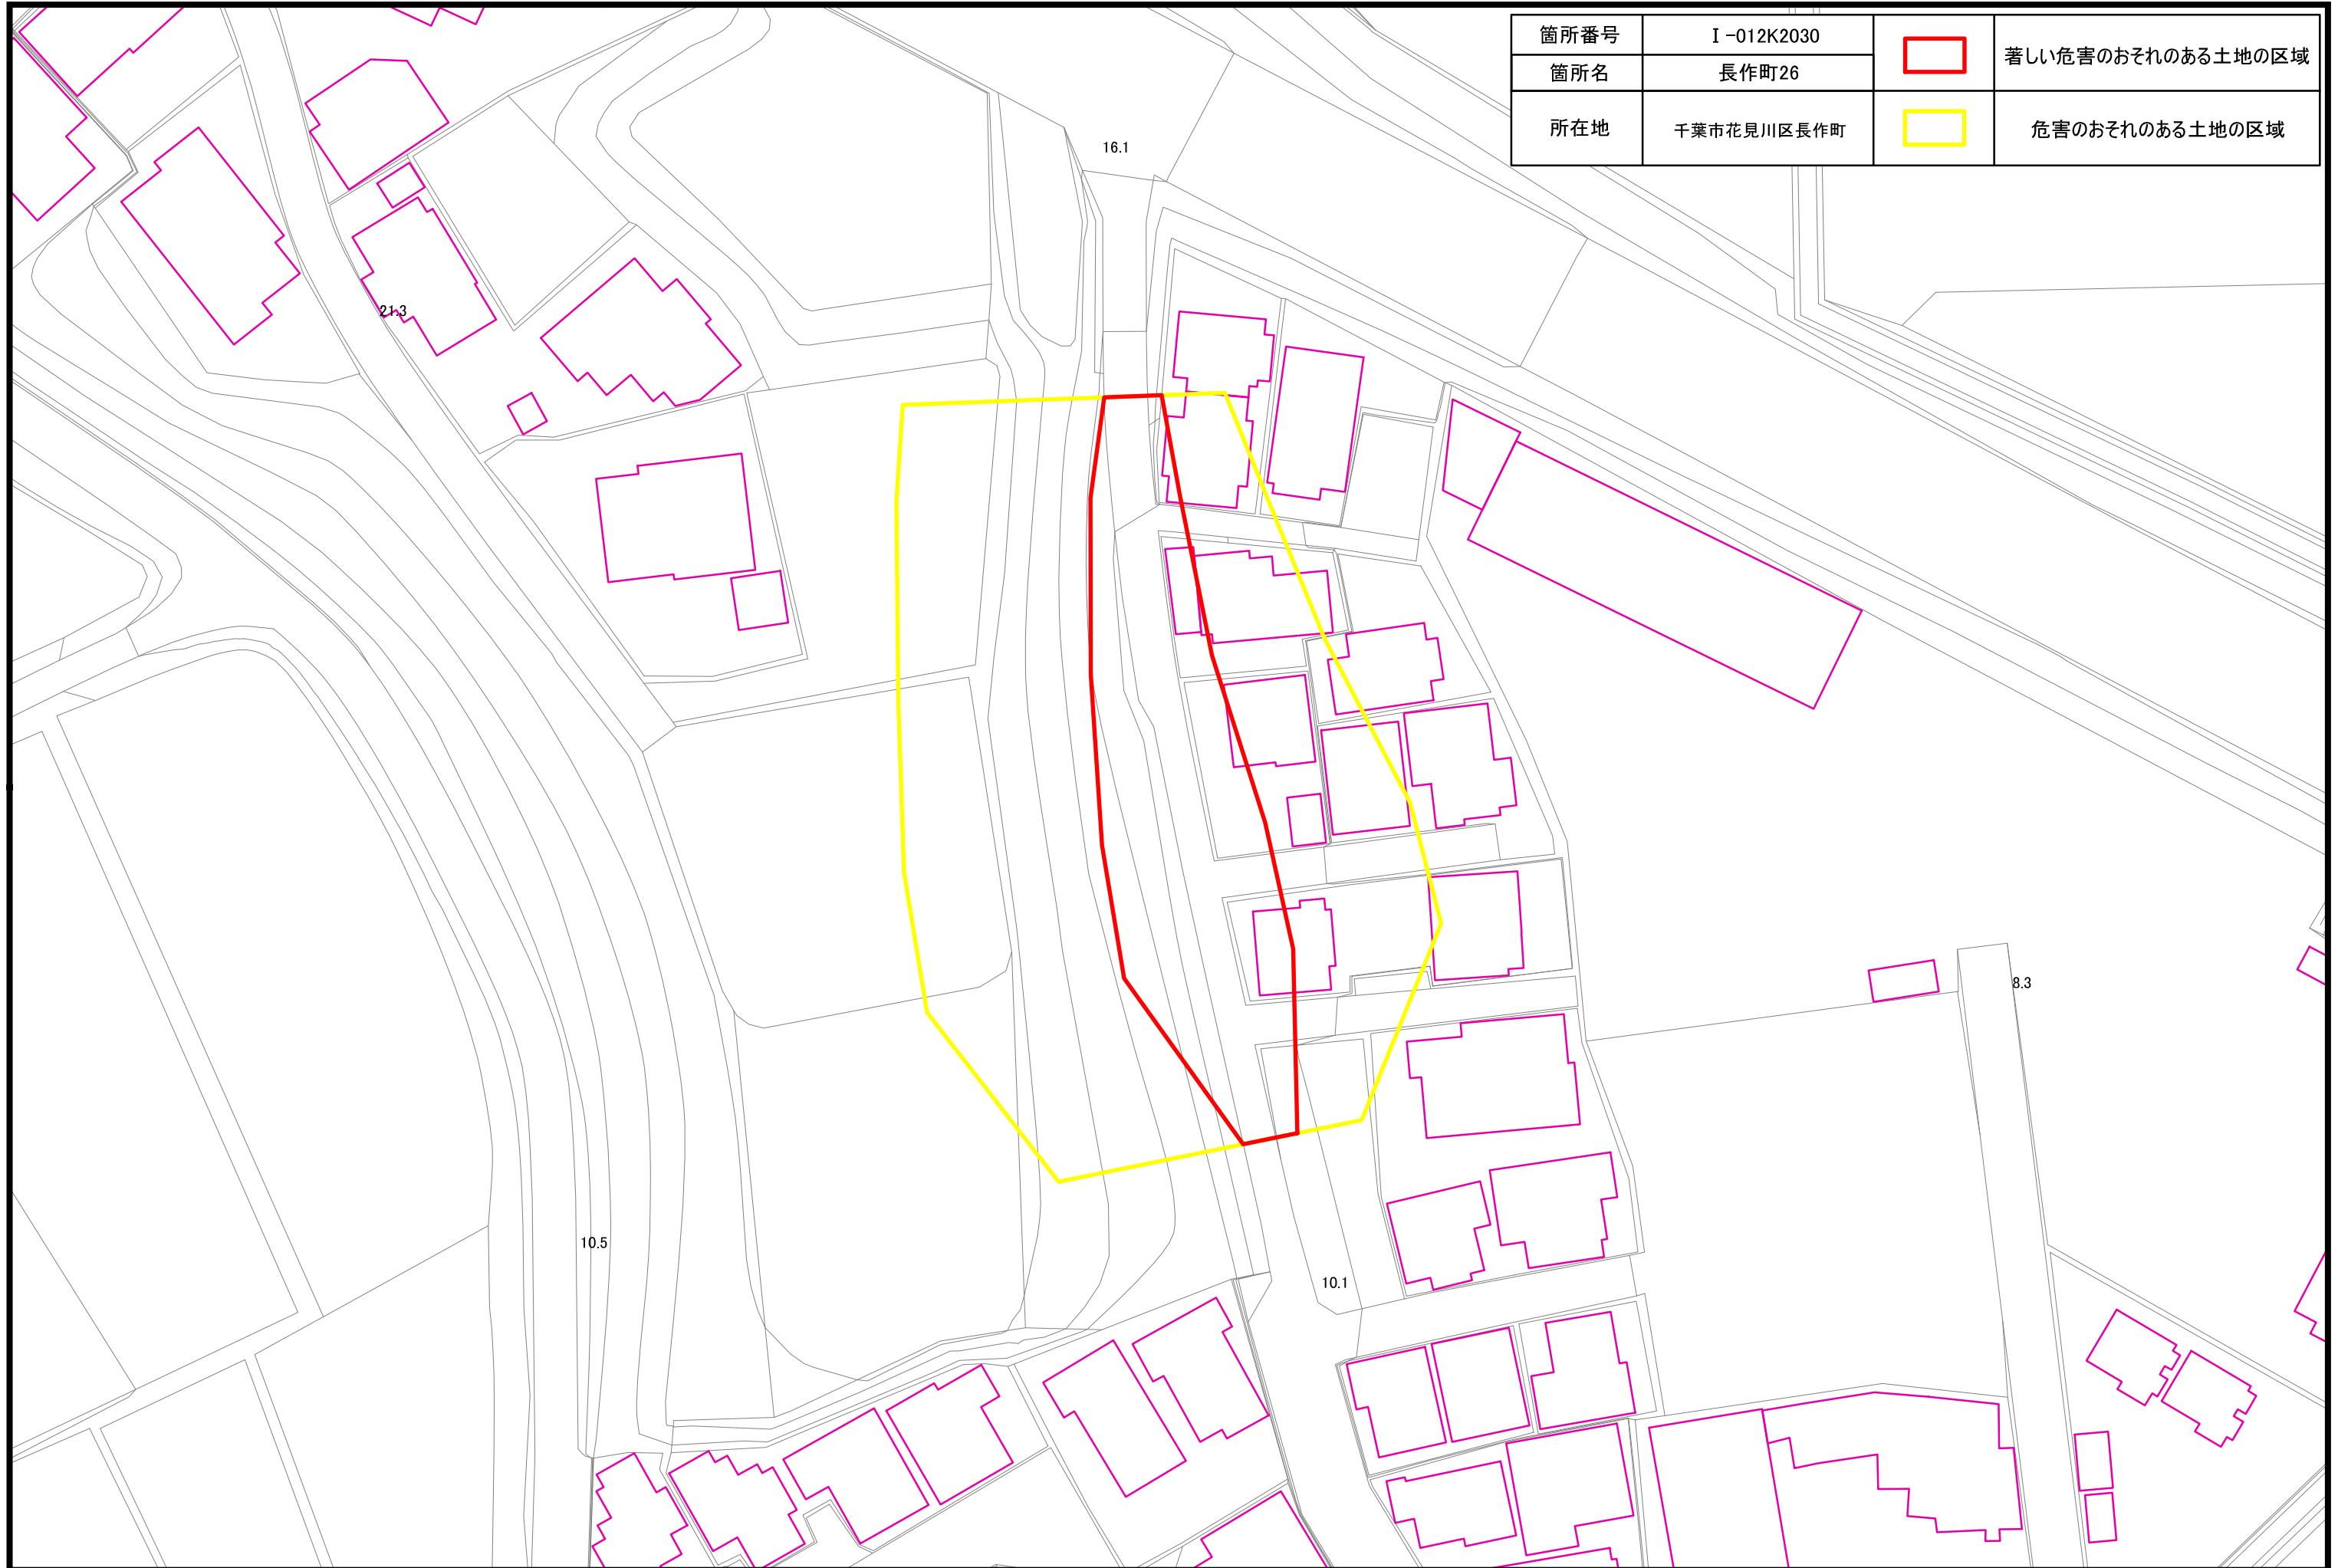 箇所番号 Ⅰ-012K2030
箇所名 長作町26
所在地 千葉市花見川区長作町
著しい危害のおそれのある土地の区域
危害のおそれのある土地の区域
16.1
21.3
8.3
10.5
10.1